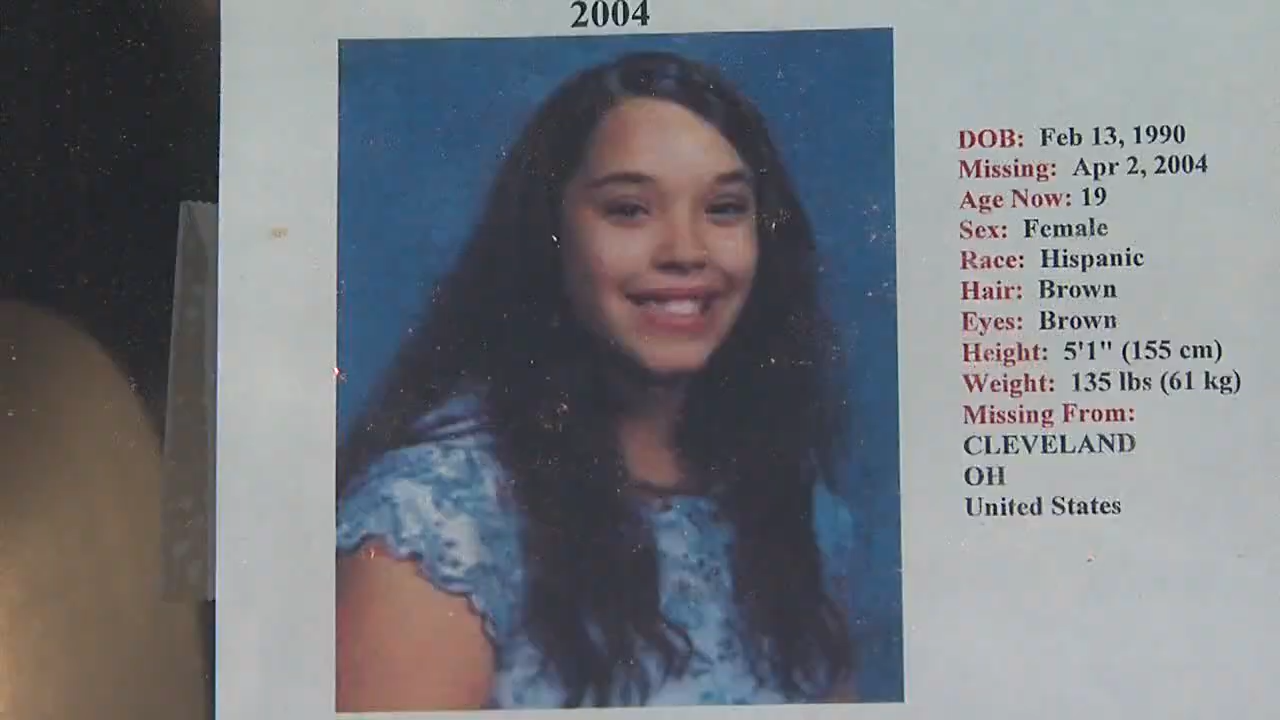 2004
DOB: Feb 13, 1990
Missing: Apr 2, 2004
Age Now: 19
Sex: Female
Race: Hispanic
Hair: Brown
Eyes: Brown
Height: 5'1" (155 cm)
Weight: 135 lbs (61 kg)
Missing From:
CLEVELAND
OH
United States